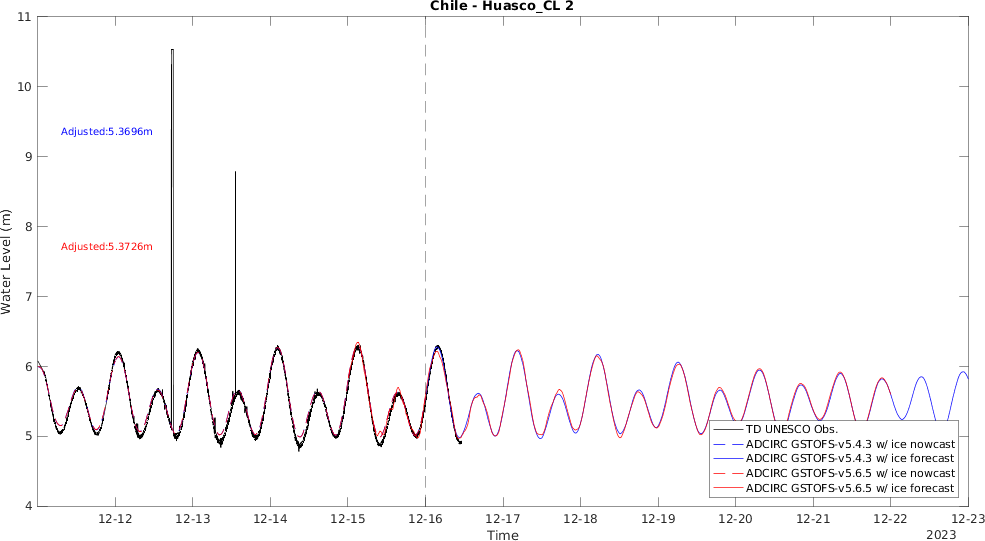 Chile - Huasco_CL 2
11
10
9
8
7
6
5
4
Water Level (m)
Adjusted:5.3696m
Adjusted:5.3726m
TD UNESCO Obs.
ADCIRC GSTOFS-v5.4.3 w/ ice nowcast
ADCIRC GSTOFS-v5.4.3 w/ ice forecast
ADCIRC GSTOFS-v5.6.5 w/ ice nowcast
ADCIRC GSTOFS-v5.6.5 w/ ice forecast
12-12 12-13 12-14 12-15 12-16 12-17 12-18 12-19 12-20 12-21 12-22 12-23
Time
2023